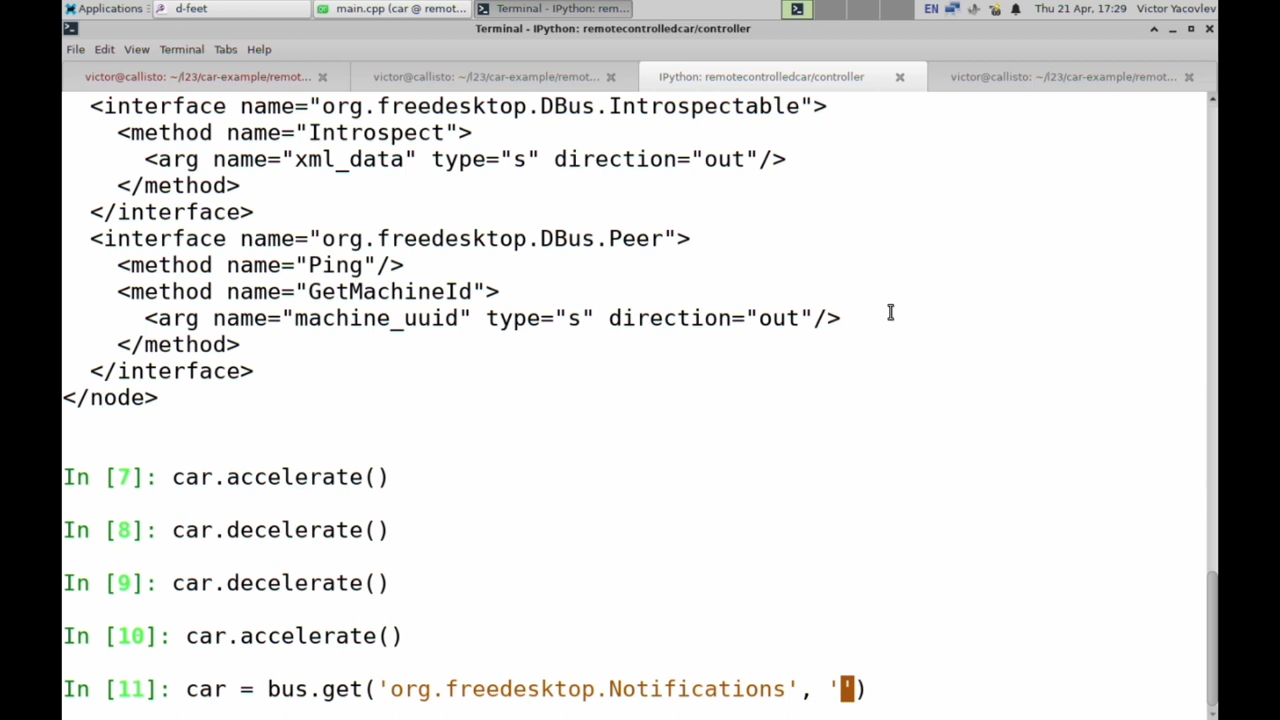 Applications d-feet main.cpp (car @ remot... Terminal - IPython: rem... EN Thu 21 Apr, 17:29 Victor Yacovlev
Terminal - IPython: remotecontrolledcar/controller
File Edit View Terminal Tabs Help
victor@callisto: ~/l23/car-example/remot... victor@callisto: ~/l23/car-example/remot... IPython: remotecontrolledcar/controller victor@callisto: ~/l23/car-example/remot...
<interface name="org.freedesktop.DBus.Introspectable">
<method name="Introspect">
<arg name="xml_data" type="s" direction="out"/>
</method>
</interface>
<interface name="org.freedesktop.DBus.Peer">
<method name="Ping"/>
<method name="GetMachineId">
<arg name="machine_uuid" type="s" direction="out"/>
</method>
</interface>
</node>
In [7]: car.accelerate()
In [8]: car.decelerate()
In [9]: car.decelerate()
In [10]: car.accelerate()
In [11]: car = bus.get('org.freedesktop.Notifications', '')